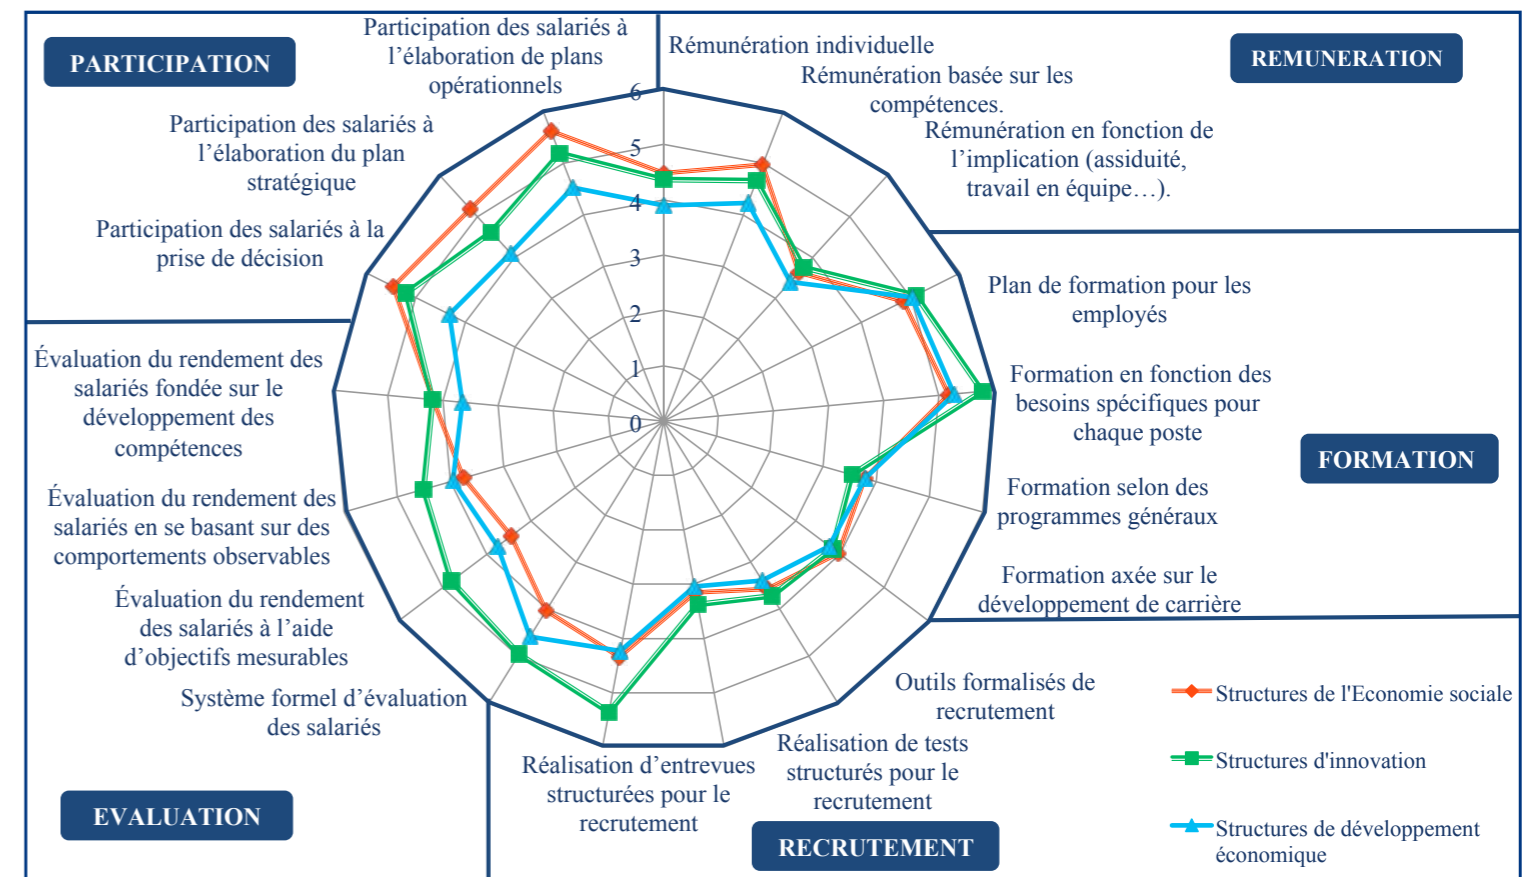 PARTICIPATION
Participation des salariés à
l’élaboration de plans
opérationnels
Participation des salariés à
l’élaboration du plan
stratégique
Participation des salariés à la
prise de décision
Rémunération individuelle
Rémunération basée sur les
compétences.
Rémunération en fonction de
l’implication (assiduité,
travail en équipe…).
REMUNERATION
6
5
4
3
2
1
0
Plan de formation pour les
employés
Formation en fonction des
besoins spécifiques pour
chaque poste
FORMATION
Formation selon des
programmes généraux
Formation axée sur le
développement de carrière
Évaluation du rendement des
salariés fondée sur le
développement des
compétences
Évaluation du rendement des
salariés en se basant sur des
comportements observables
Évaluation du rendement
des salariés à l’aide
d’objectifs mesurables
Système formel d’évaluation
des salariés
EVALUATION
Outils formalisés de
recrutement
Réalisation de tests
structurés pour le
recrutement
Réalisation d’entrevues
structurées pour le
recrutement
RECRUTEMENT
Structures de l'Economie sociale
Structures d'innovation
Structures de développement
économique